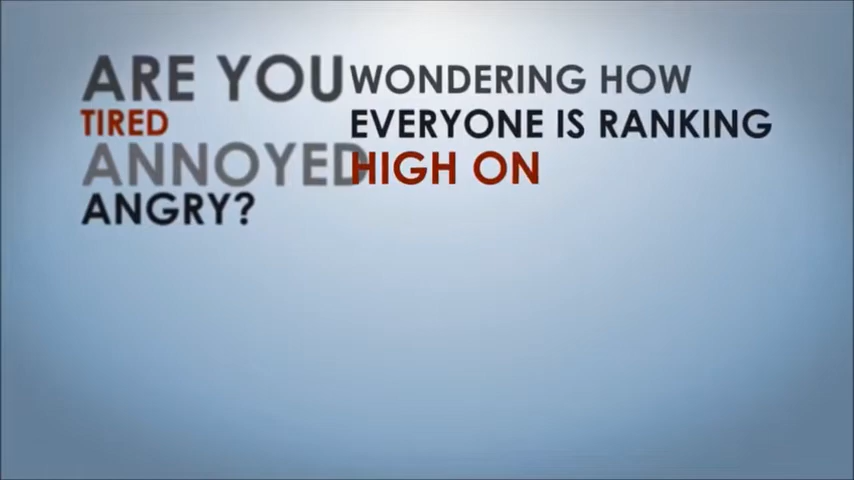 ARE YOU
TIRED
ANNOYED
ANGRY?
WONDERING HOW
EVERYONE IS RANKING
HIGH ON